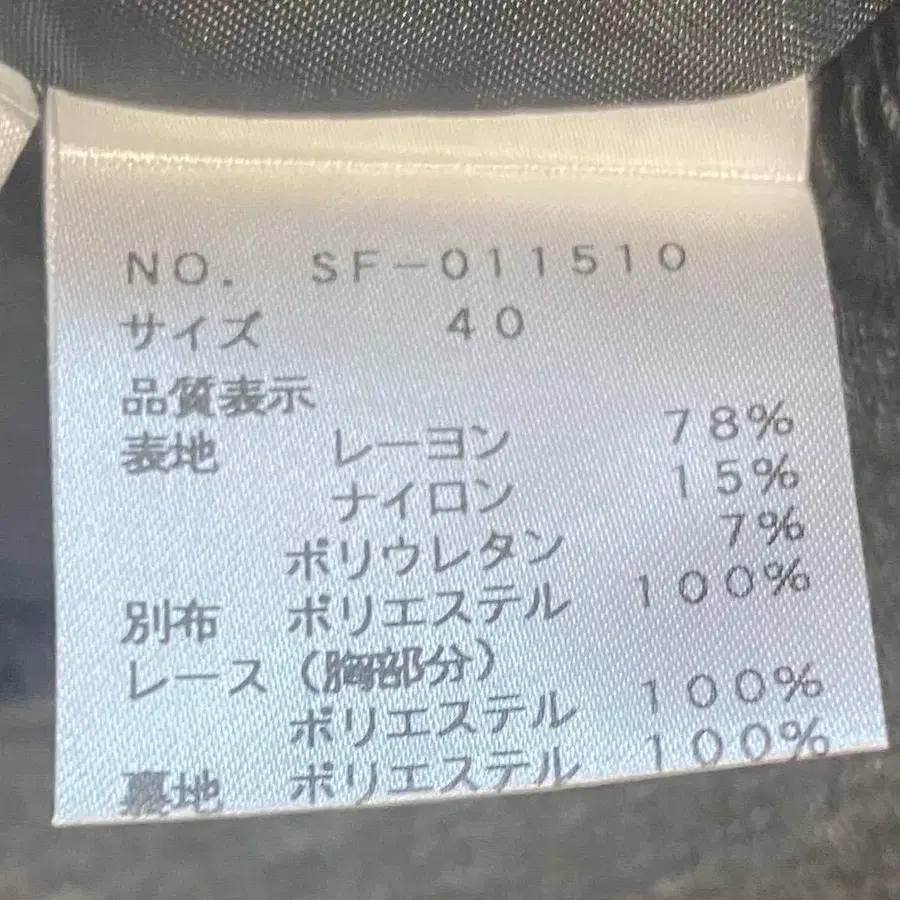 NO. SF-011510
サイズ 40
品質表示
表地 レーヨン 78%
ナイロン 15%
ポリウレタン 7%
別布 ポリエステル 100%
レース(胸部分)
ポリエステル 100%
裏地 ポリエステル 100%